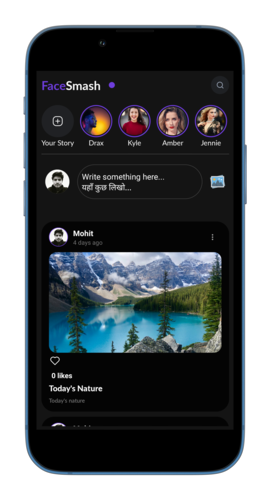 FaceSmash
Your Story
Drax
Kyle
Amber
Jennie
Write something here...
यहाँ कुछ लिखो...
Mohit
4 days ago
0 likes
Today's Nature
Today's nature